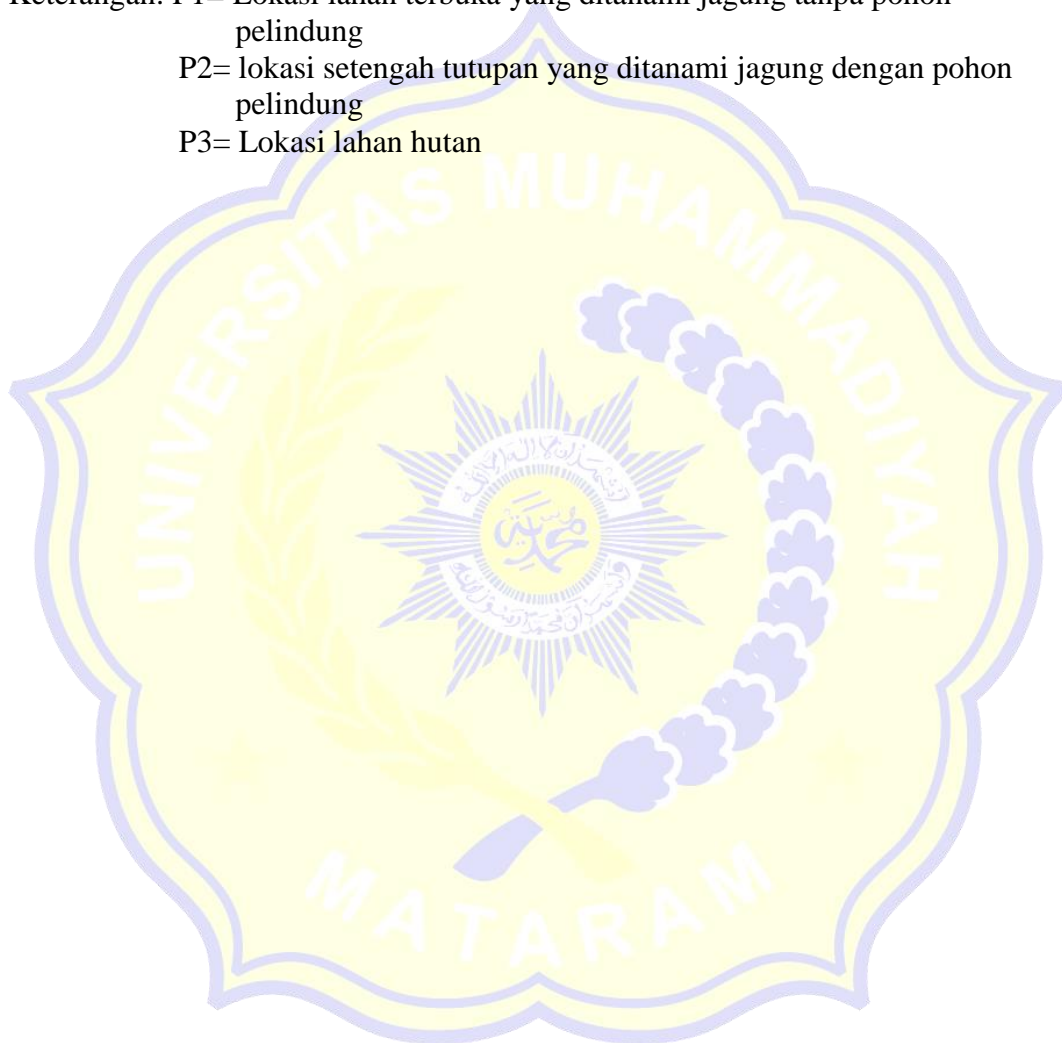 Keterangan: P1= Lokasi lahan terbuka yang ditanami jagung tanpa pohon
pelindung
P2= lokasi setengah tutupan yang ditanami jagung dengan pohon
pelindung
P3= Lokasi lahan hutan
UNIVERSITAS MUHAMMADIYAH
MATARAM